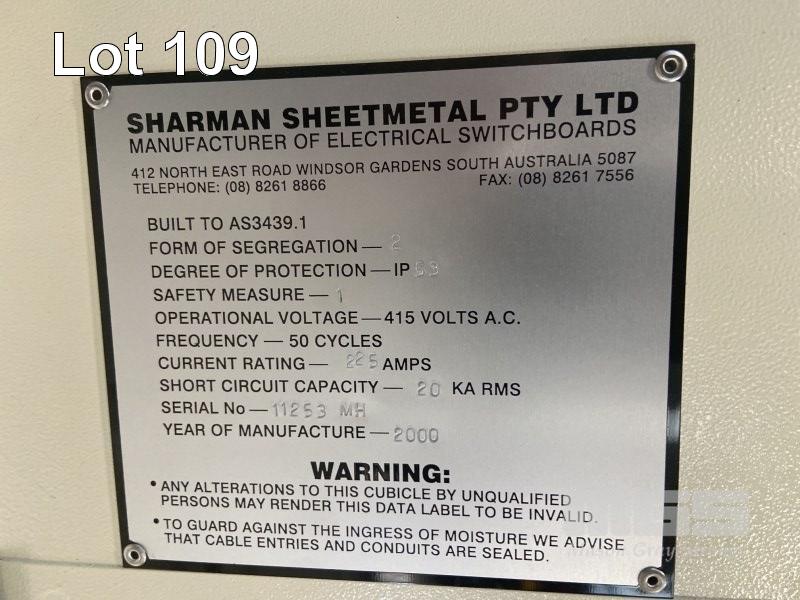 Lot 109
SHARMAN SHEETMETAL PTY LTD
MANUFACTURER OF ELECTRICAL SWITCHBOARDS
412 NORTH EAST ROAD WINDSOR GARDENS SOUTH AUSTRALIA 5087
TELEPHONE: (08) 8261 8866 FAX: (08) 8261 7556
BUILT TO AS3439.1
FORM OF SEGREGATION — 2
DEGREE OF PROTECTION — IP 53
SAFETY MEASURE — 1
OPERATIONAL VOLTAGE — 415 VOLTS A.C.
FREQUENCY — 50 CYCLES
CURRENT RATING — 225 AMPS
SHORT CIRCUIT CAPACITY — 20 KA RMS
SERIAL No — 11253 MH
YEAR OF MANUFACTURE — 2000
WARNING:
• ANY ALTERATIONS TO THIS CUBICLE BY UNQUALIFIED
PERSONS MAY RENDER THIS DATA LABEL TO BE INVALID.
• TO GUARD AGAINST THE INGRESS OF MOISTURE WE ADVISE
THAT CABLE ENTRIES AND CONDUITS ARE SEALED.